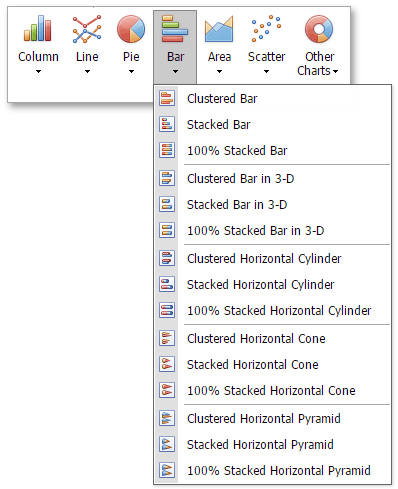 Column
Line
Pie
Bar
Area
Scatter
Other
Charts
Clustered Bar
Stacked Bar
100% Stacked Bar
Clustered Bar in 3-D
Stacked Bar in 3-D
100% Stacked Bar in 3-D
Clustered Horizontal Cylinder
Stacked Horizontal Cylinder
100% Stacked Horizontal Cylinder
Clustered Horizontal Cone
Stacked Horizontal Cone
100% Stacked Horizontal Cone
Clustered Horizontal Pyramid
Stacked Horizontal Pyramid
100% Stacked Horizontal Pyramid